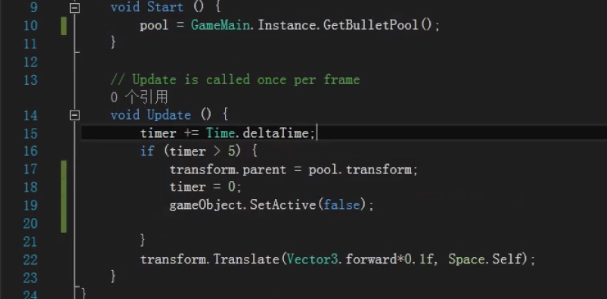 9 void Start () {
10 pool = GameMain.Instance.GetBulletPool();
11 }
12
13 // Update is called once per frame
0 个引用
14 void Update () {
15 timer += Time.deltaTime;
16 if (timer > 5) {
17 transform.parent = pool.transform;
18 timer = 0;
19 gameObject.SetActive(false);
20
21 }
22 transform.Translate(Vector3.forward*0.1f, Space.Self);
23 }
24 }